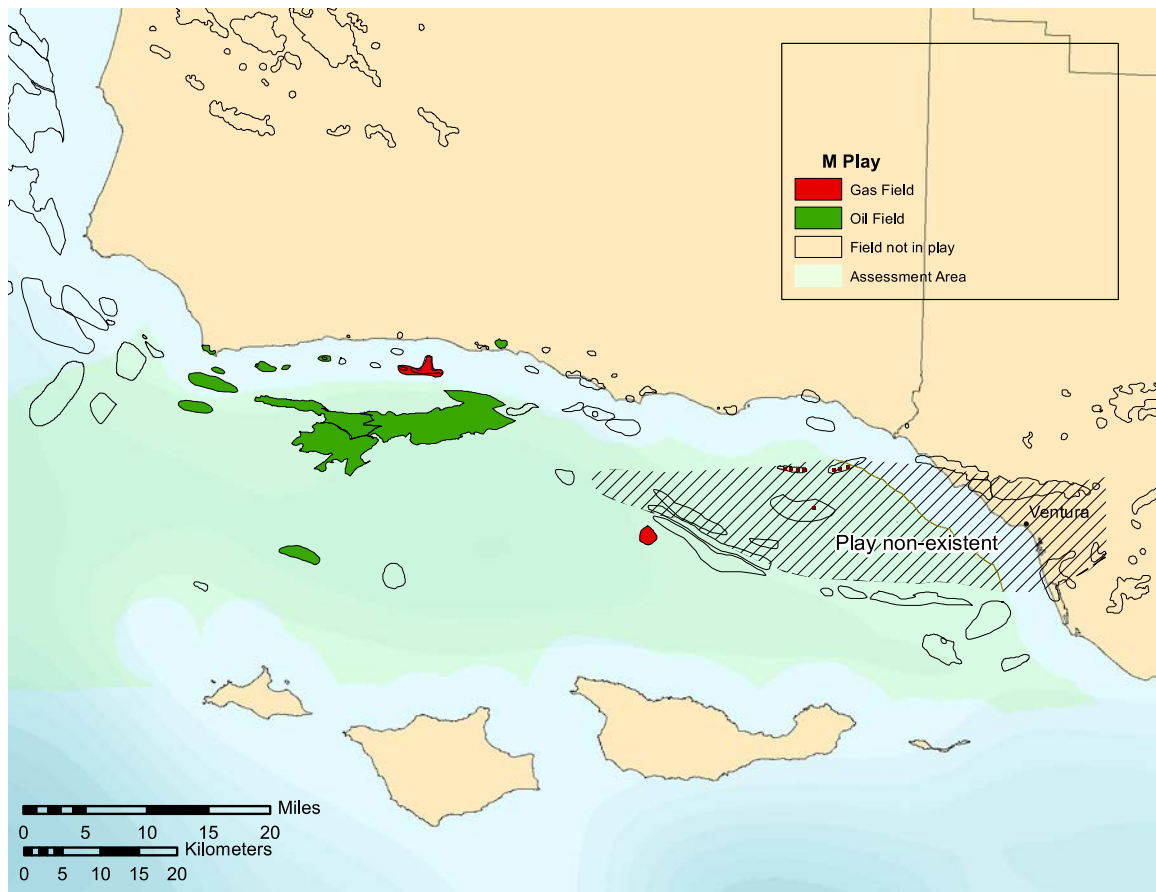 M Play
Gas Field
Oil Field
Field not in play
Assessment Area
Ventura
Play non-existent
Miles
0 5 10 15 20
Kilometers
0 5 10 15 20